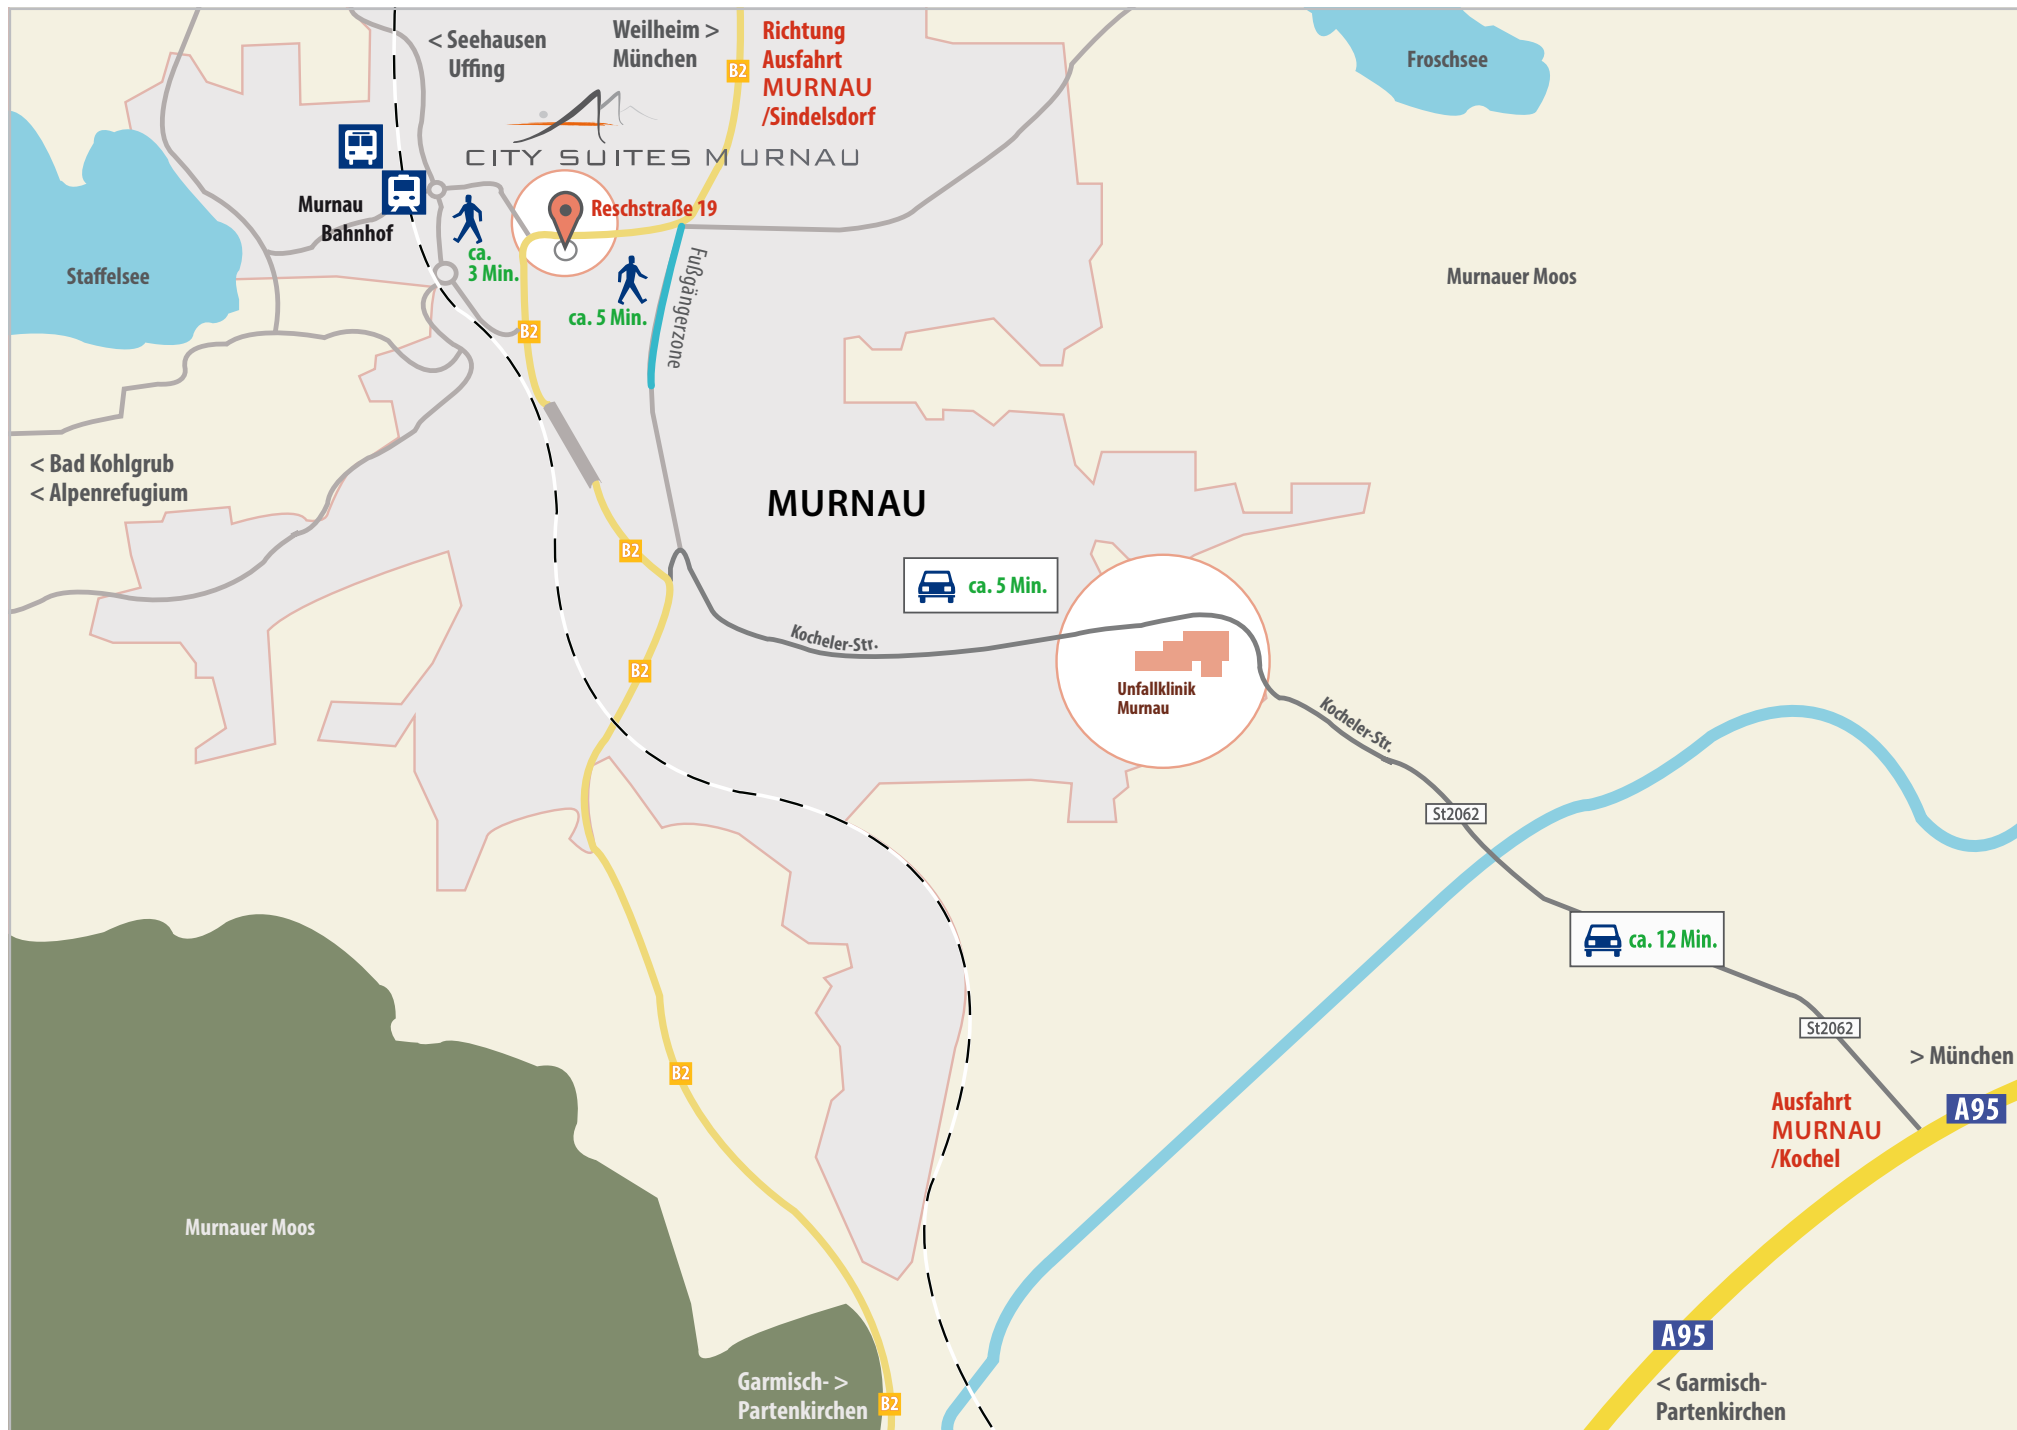 < Seehausen
Uffing
Weilheim >
München
Richtung
Ausfahrt
MURNAU
/Sindelsdorf
B2
Froschsee
CITY SUITES MURNAU
Murnau
Bahnhof
Reschstraße 19
ca.
3 Min.
ca. 5 Min.
Fußgängerzone
Staffelsee
Murnauer Moos
B2
< Bad Kohlgrub
< Alpenrefugium
MURNAU
B2
ca. 5 Min.
Kocheler-Str.
B2
Unfallklinik
Murnau
Kocheler-Str.
St2062
ca. 12 Min.
St2062
> München
B2
Ausfahrt
MURNAU
/Kochel
A95
Murnauer Moos
A95
Garmisch- >
Partenkirchen
B2
< Garmisch-
Partenkirchen